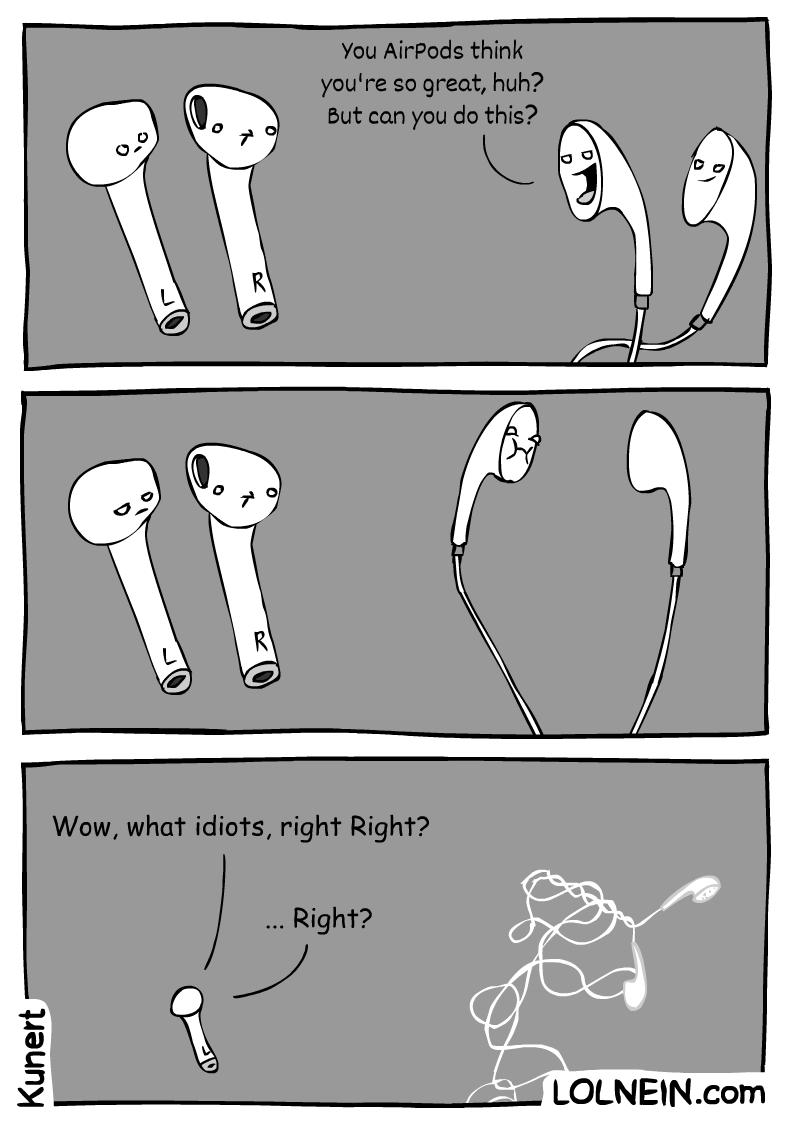 You AirPods think
you're so great, huh?
But can you do this?
L
R
L
R
Wow, what idiots, right Right?
... Right?
L
Kunert
LOLNEIN.com